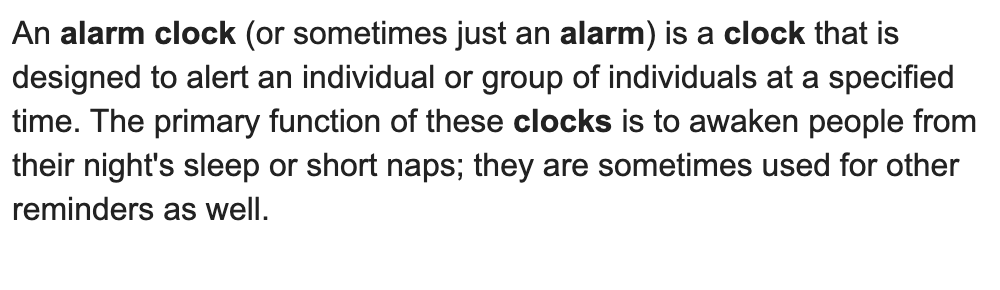 An alarm clock (or sometimes just an alarm) is a clock that is
designed to alert an individual or group of individuals at a specified
time. The primary function of these clocks is to awaken people from
their night's sleep or short naps; they are sometimes used for other
reminders as well.